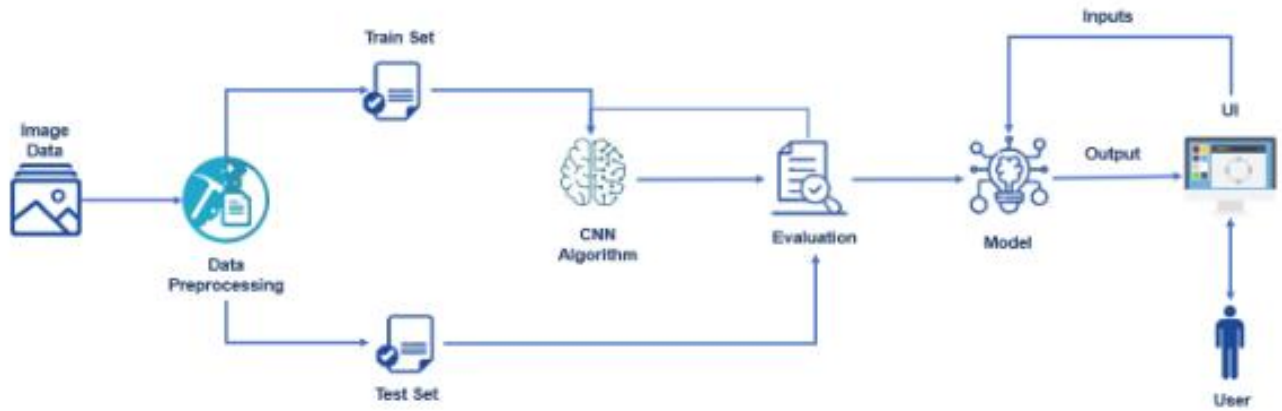 Inputs
Train Set
UI
Image
Data
Output
CNN
Algorithm
Evaluation
Model
Data
Preprocessing
Test Set
User